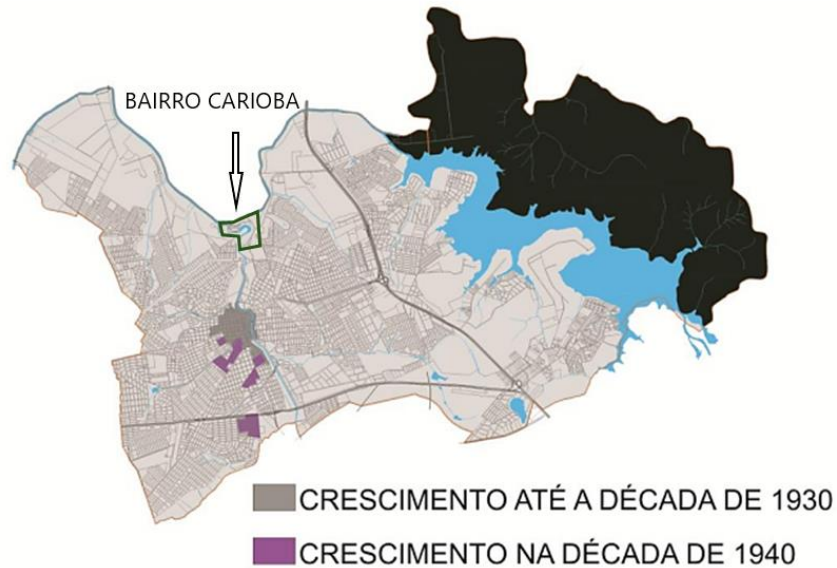 BAIRRO CARIOBA
CRESCIMENTO ATÉ A DÉCADA DE 1930
CRESCIMENTO NA DÉCADA DE 1940